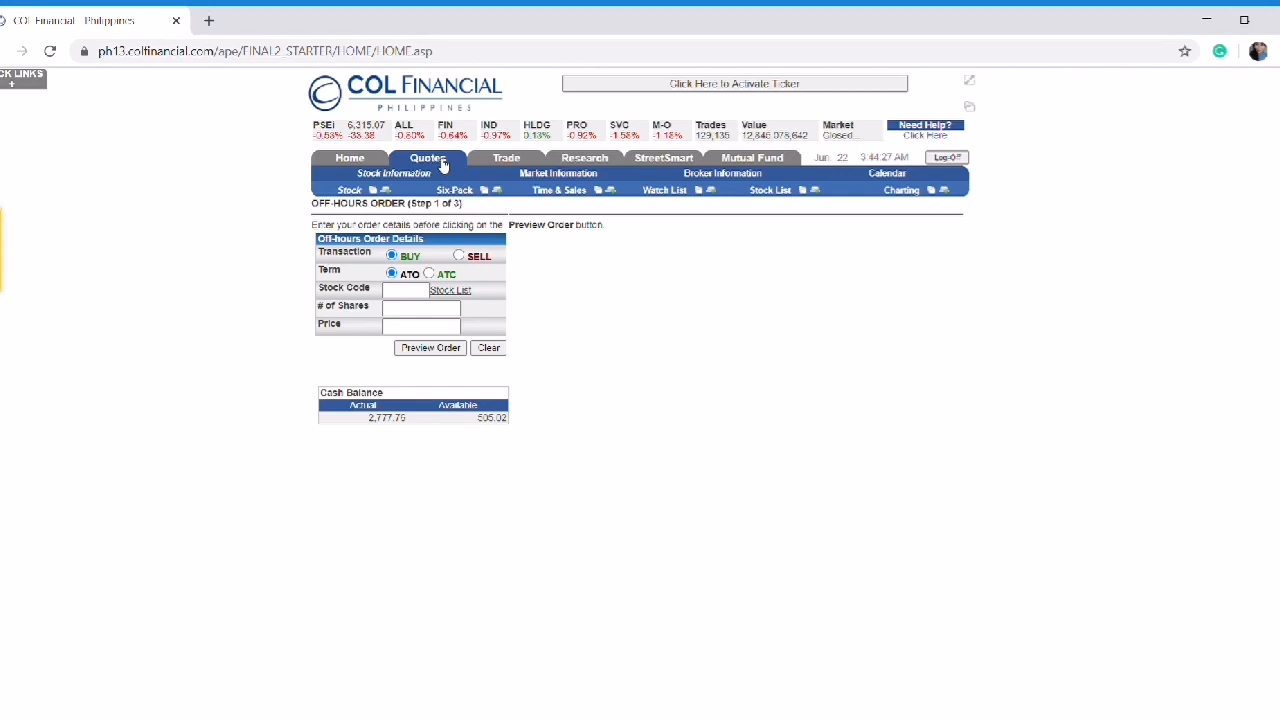 COL Financial - Philippines
ph13.colfinancial.com/ape/FINAL2_STARTER/HOME/HOME.asp
CK LINKS
+
COL FINANCIAL
PHILIPPINES
Click Here to Activate Ticker
PSEi 6,315.07 ALL FIN IND HLDG PRO SVC M-O Trades Value Market Need Help?
-0.53% -33.38 -0.80% -0.64% -0.97% 0.13% -0.92% -1.58% -1.18% 129,135 12,845,078,642 Closed... Click Here
Home Quotes Trade Research StreetSmart Mutual Fund Jun. 22 3:44:27 AM Log-Off
Stock Information Market Information Broker Information Calendar
Stock Six-Pack Time & Sales Watch List Stock List Charting
OFF-HOURS ORDER (Step 1 of 3)
Enter your order details before clicking on the Preview Order button.
Off-hours Order Details
Transaction BUY SELL
Term ATO ATC
Stock Code Stock List
# of Shares
Price
Preview Order Clear
Cash Balance
Actual Available
2,777.76 505.02